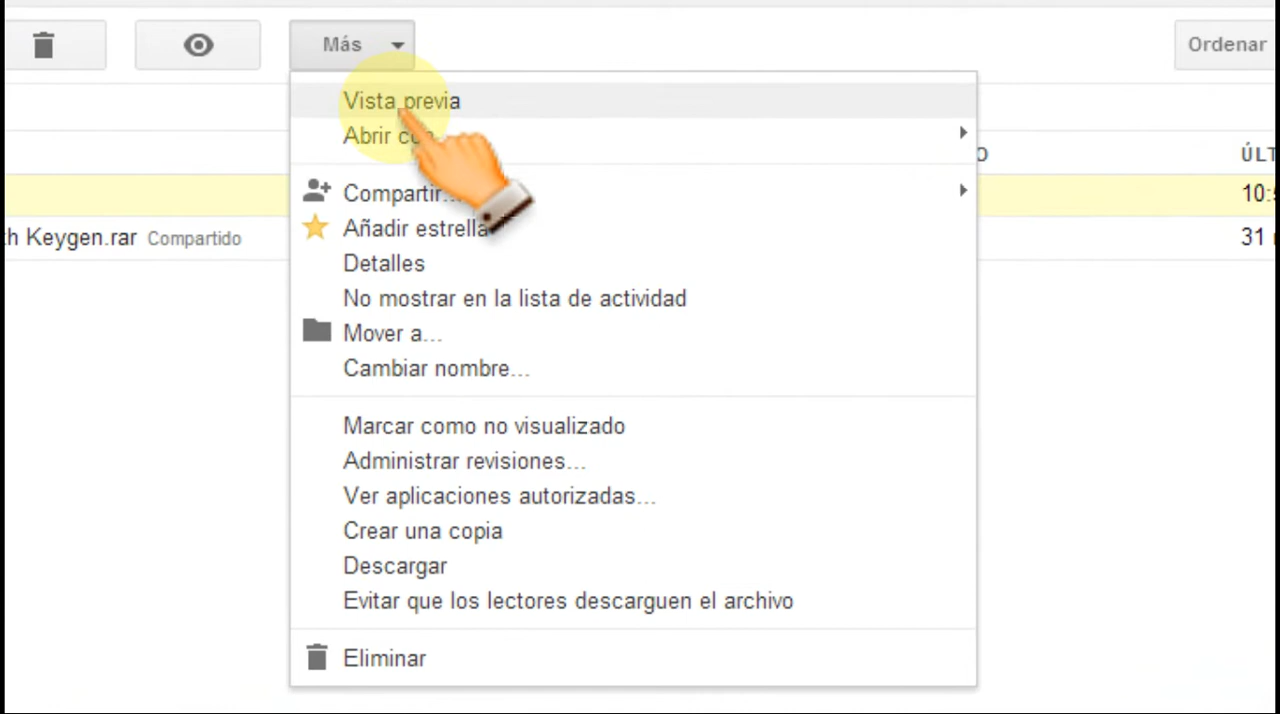 Más
Ordenar
Vista previa
Abrir con
O
ÚLT
Compartir...
10:
Añadir estrella
th Keygen.rar Compartido
31
Detalles
No mostrar en la lista de actividad
Mover a...
Cambiar nombre...
Marcar como no visualizado
Administrar revisiones...
Ver aplicaciones autorizadas...
Crear una copia
Descargar
Evitar que los lectores descarguen el archivo
Eliminar